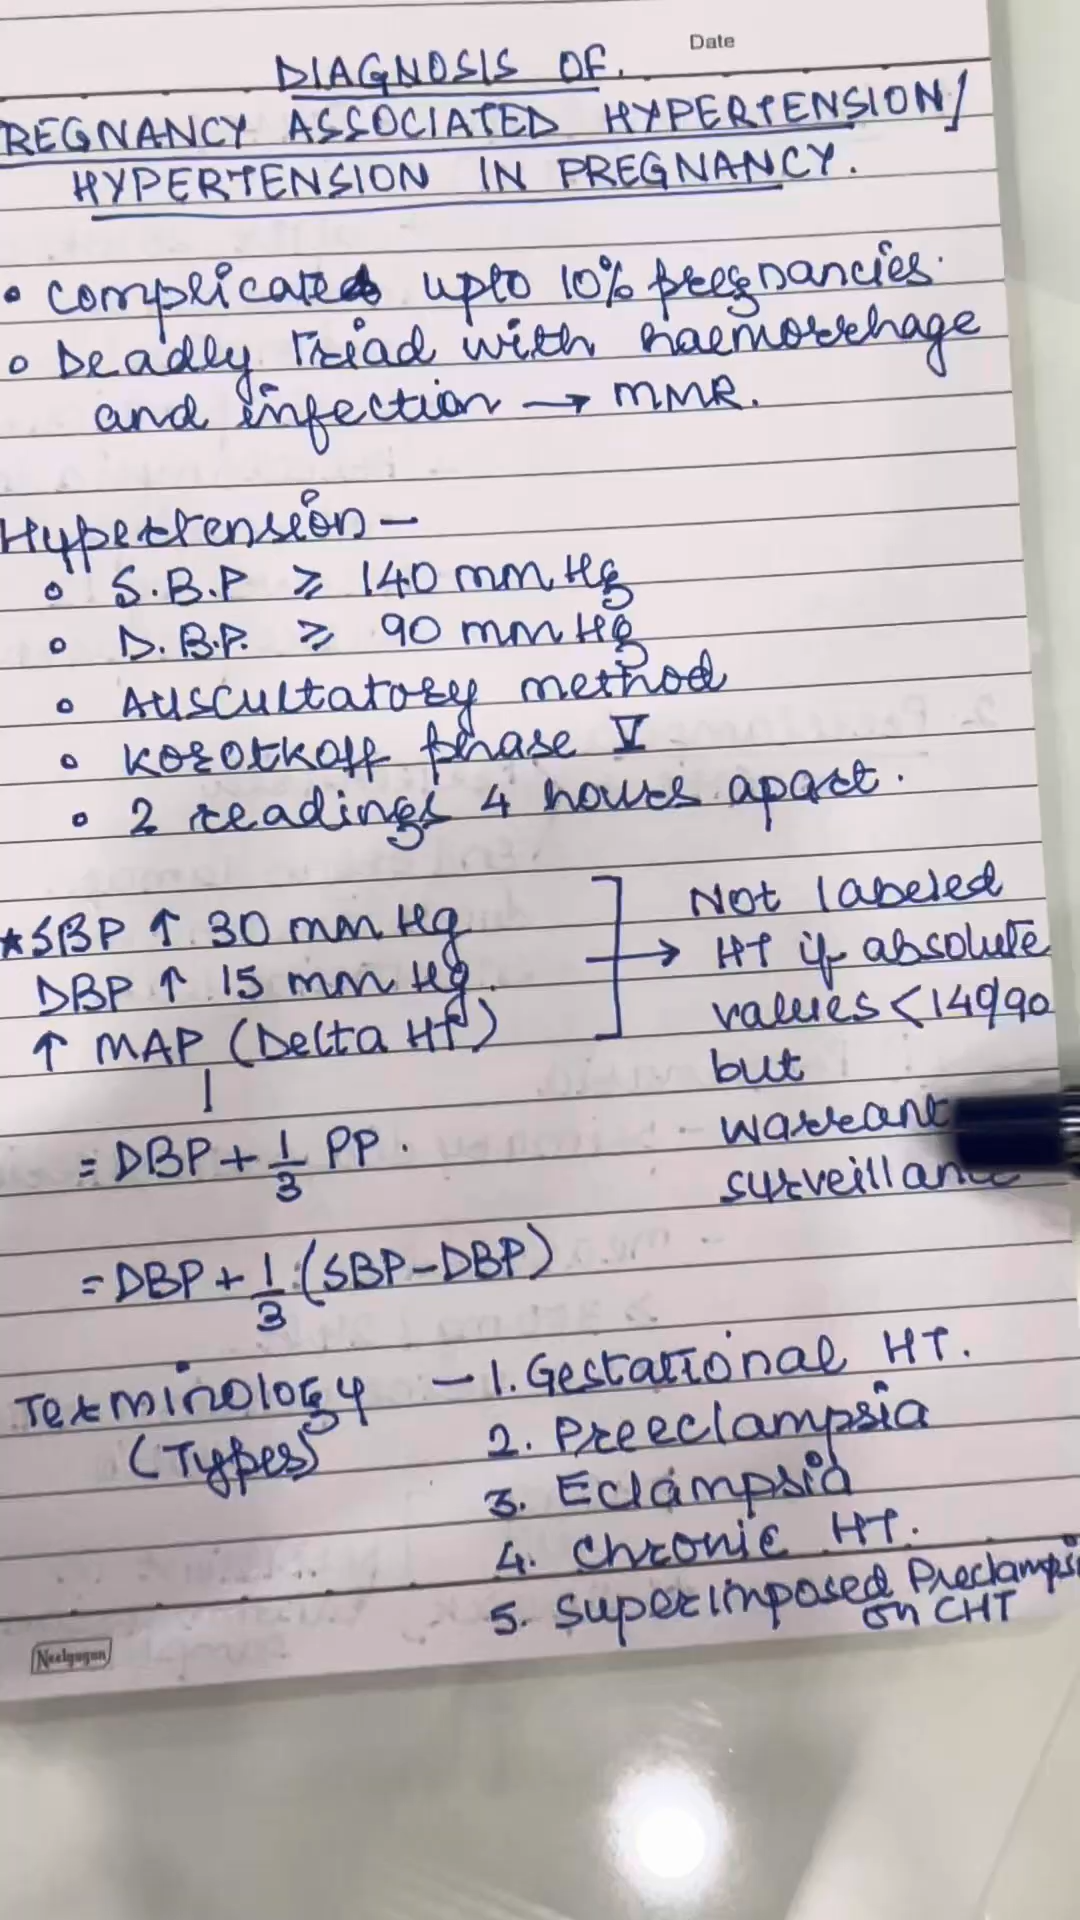 Date
DIAGNOSIS OF.
REGNANCY ASSOCIATED HYPERTENSION/
HYPERTENSION IN PREGNANCY.
• Complicates upto 10% pregnancies.
• Deadly Triad with haemorrhage
and infection → MMR.
Hypertension -
• S.B.P ≥ 140 mm Hg
• D.B.P. ≥ 90 mm Hg
• Auscultatory method
• Korotkoff phase V
• 2 readings 4 hours apart.
★SBP ↑ 30 mm Hg
DBP ↑ 15 mm Hg.
↑ MAP (Delta HT)
= DBP + 1/3 PP.
= DBP + 1/3 (SBP-DBP)
→ Not labeled
HT if absolute
values < 140/90
but
warrant
surveillance
Terminology (Types)
- 1. Gestational HT.
2. Preeclampsia
3. Eclampsia
4. Chronic HT.
5. Superimposed Preclampsi
on CHT
Neelgagan